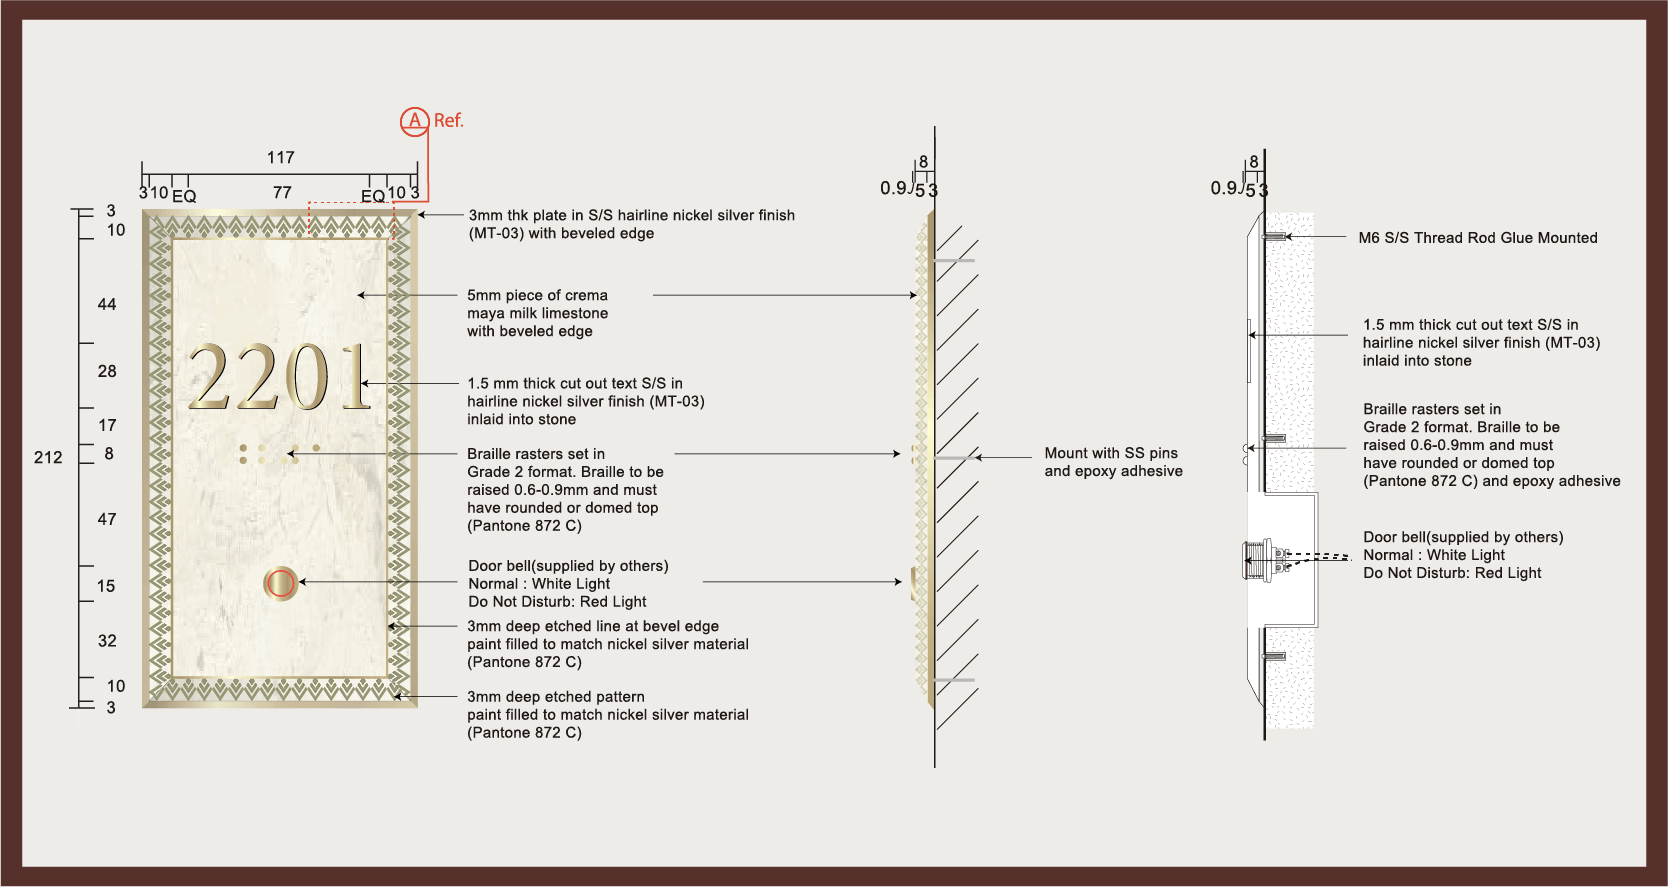 A Ref.
117
3 10 EQ 77 EQ 10 3
3
10
44
28
17
8
212
47
15
32
10
3
2201
3mm thk plate in S/S hairline nickel silver finish
(MT-03) with beveled edge
5mm piece of crema
maya milk limestone
with beveled edge
1.5 mm thick cut out text S/S in
hairline nickel silver finish (MT-03)
inlaid into stone
Braille rasters set in
Grade 2 format. Braille to be
raised 0.6-0.9mm and must
have rounded or domed top
(Pantone 872 C)
Door bell(supplied by others)
Normal : White Light
Do Not Disturb: Red Light
3mm deep etched line at bevel edge
paint filled to match nickel silver material
(Pantone 872 C)
3mm deep etched pattern
paint filled to match nickel silver material
(Pantone 872 C)
8
0.9 5 3
Mount with SS pins
and epoxy adhesive
8
0.9 5 3
M6 S/S Thread Rod Glue Mounted
1.5 mm thick cut out text S/S in
hairline nickel silver finish (MT-03)
inlaid into stone
Braille rasters set in
Grade 2 format. Braille to be
raised 0.6-0.9mm and must
have rounded or domed top
(Pantone 872 C) and epoxy adhesive
Door bell(supplied by others)
Normal : White Light
Do Not Disturb: Red Light